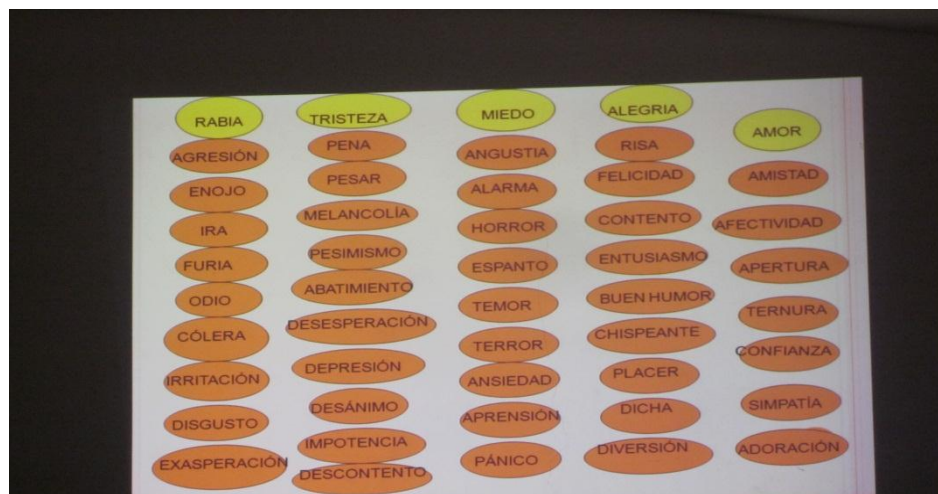 RABIA
AGRESIÓN
ENOJO
IRA
FURIA
ODIO
CÓLERA
IRRITACIÓN
DISGUSTO
EXASPERACIÓN
TRISTEZA
PENA
PESAR
MELANCOLÍA
PESIMISMO
ABATIMIENTO
DESESPERACIÓN
DEPRESIÓN
DESÁNIMO
IMPOTENCIA
DESCONTENTO
MIEDO
ANGUSTIA
ALARMA
HORROR
ESPANTO
TEMOR
TERROR
ANSIEDAD
APRENSIÓN
PÁNICO
ALEGRIA
RISA
FELICIDAD
CONTENTO
ENTUSIASMO
BUEN HUMOR
CHISPEANTE
PLACER
DICHA
DIVERSIÓN
AMOR
AMISTAD
AFECTIVIDAD
APERTURA
TERNURA
CONFIANZA
SIMPATÍA
ADORACIÓN